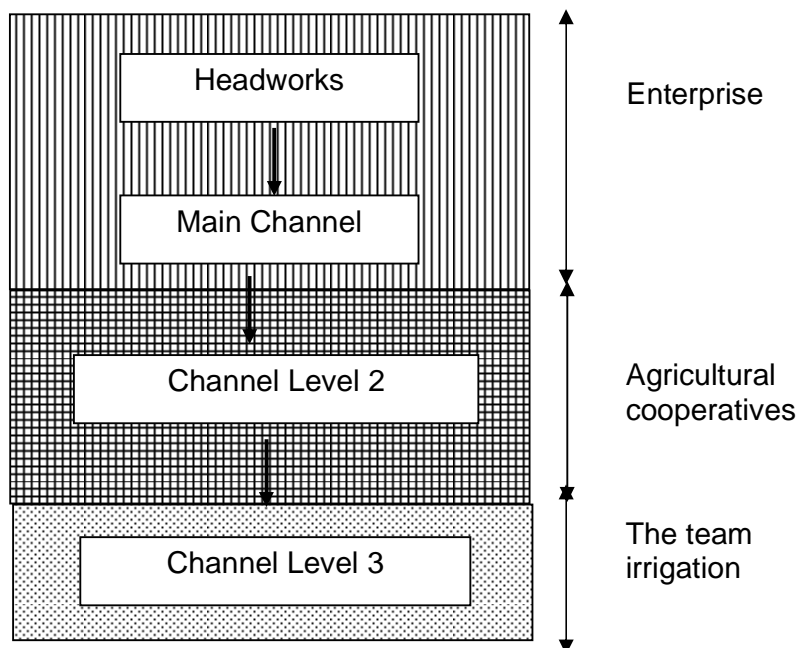 Headworks
Enterprise
Main Channel
Channel Level 2
Agricultural
cooperatives
Channel Level 3
The team
irrigation